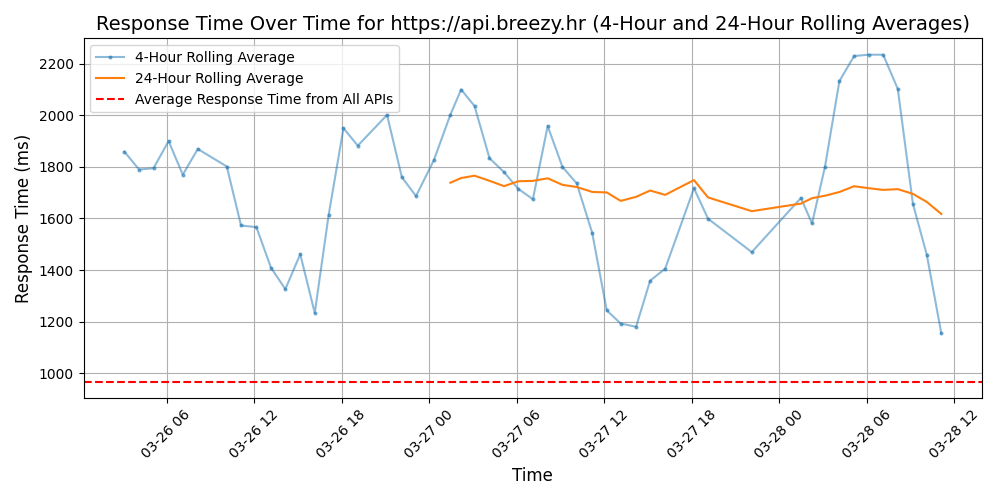 Response Time Over Time for https://api.breezy.hr (4-Hour and 24-Hour Rolling Averages)
4-Hour Rolling Average
24-Hour Rolling Average
Average Response Time from All APIs
Response Time (ms)
2200
2000
1800
1600
1400
1200
1000
03-26 06
03-26 12
03-26 18
03-27 00
03-27 06
03-27 12
03-27 18
03-28 00
03-28 06
03-28 12
Time